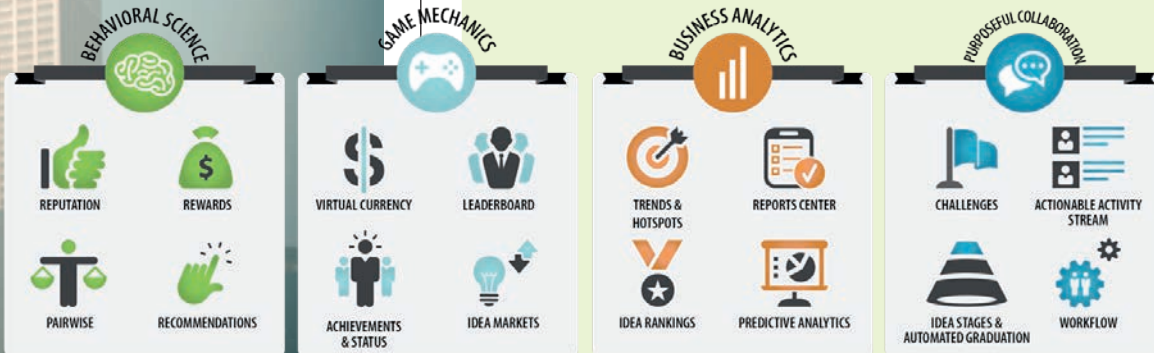 BEHAVIORAL SCIENCE
REPUTATION
REWARDS
PAIRWISE
RECOMMENDATIONS
GAME MECHANICS
VIRTUAL CURRENCY
LEADERBOARD
ACHIEVEMENTS
& STATUS
IDEA MARKETS
BUSINESS ANALYTICS
TRENDS &
HOTSPOTS
REPORTS CENTER
IDEA RANKINGS
PREDICTIVE ANALYTICS
PURPOSEFUL COLLABORATION
CHALLENGES
ACTIONABLE ACTIVITY
STREAM
IDEA STAGES &
AUTOMATED GRADUATION
WORKFLOW